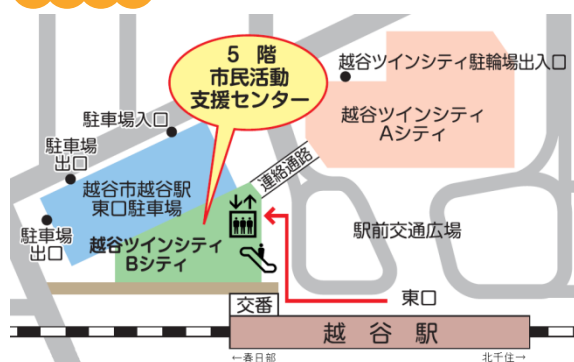 5 階
市民活動
支援センター
越谷ツインシティ駐輪場出入口
越谷ツインシティ
Aシティ
駐車場入口
駐車場
出口
連絡通路
越谷市越谷駅
東口駐車場
駐車場
出口
越谷ツインシティ
Bシティ
駅前交通広場
交番
東口
越谷駅
←春日部
北千住→